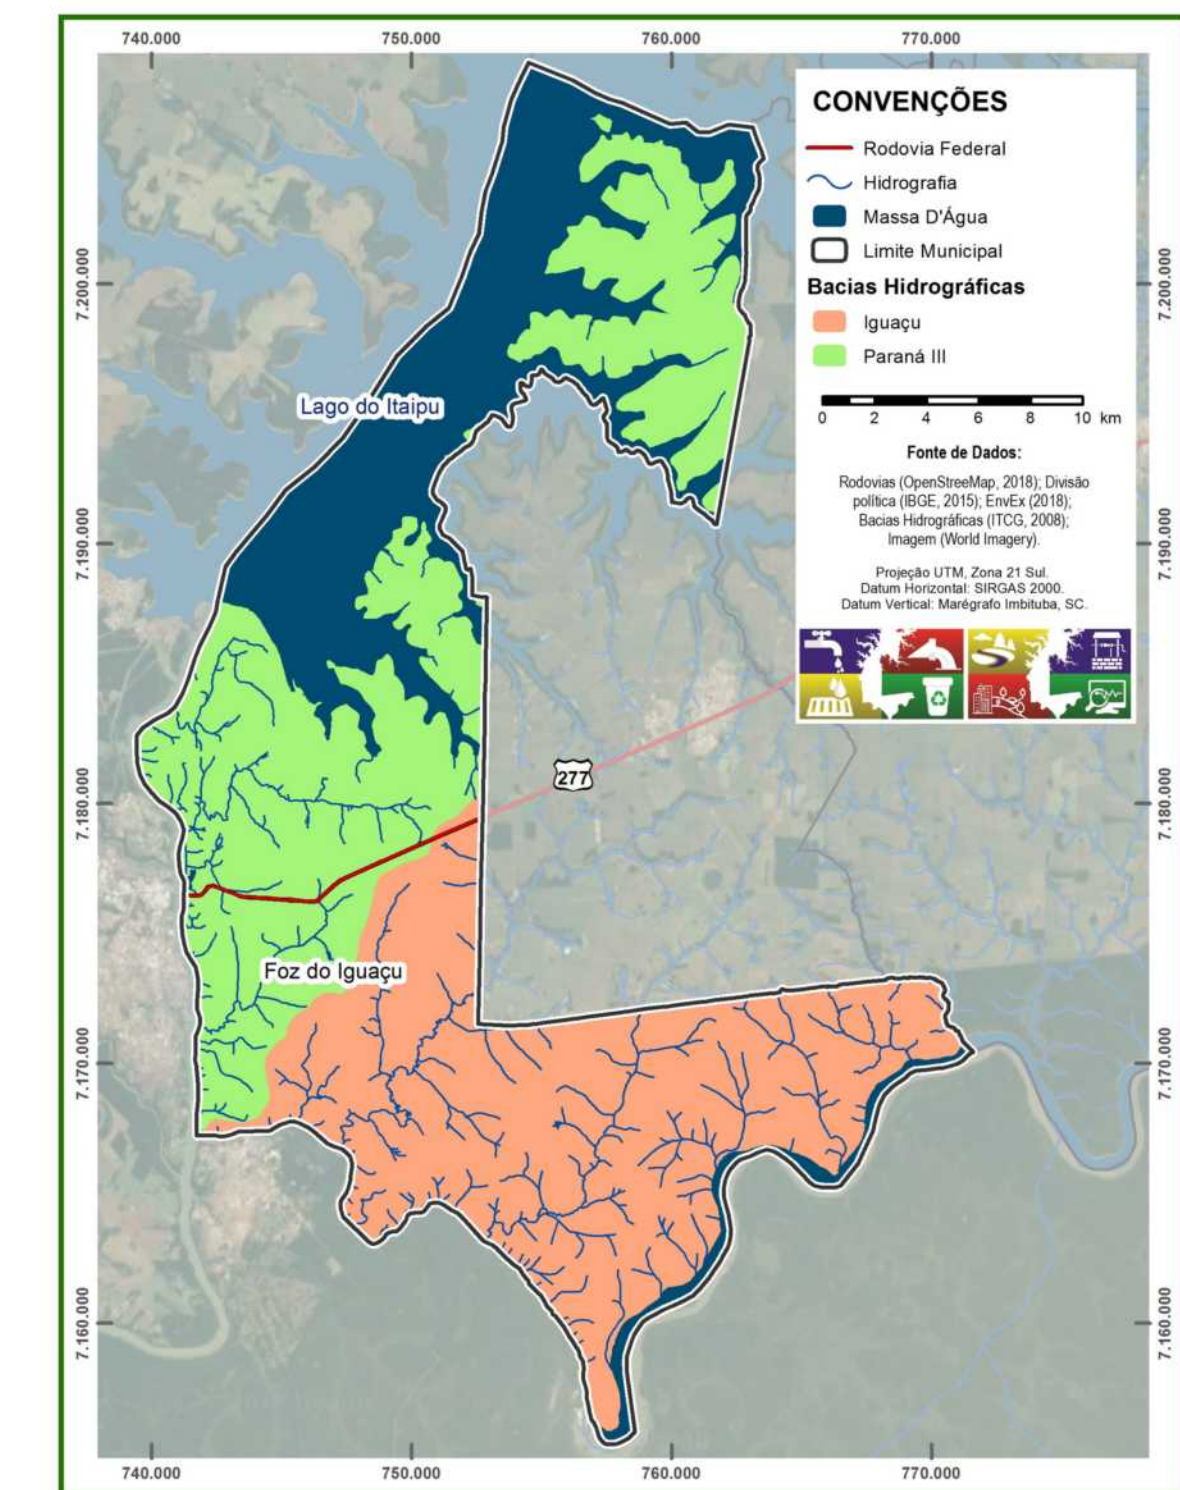 740.000 750.000 760.000 770.000
CONVENÇÕES
Rodovia Federal
Hidrografia
Massa D'Água
Limite Municipal
Bacias Hidrográficas
Iguaçu
Paraná III
0 2 4 6 8 10 km
Fonte de Dados:
Rodovias (OpenStreeMap, 2018); Divisão
política (IBGE, 2015); EnvEx (2018);
Bacias Hidrográficas (ITCG, 2008);
Imagem (World Imagery).
Projeção UTM, Zona 21 Sul.
Datum Horizontal: SIRGAS 2000.
Datum Vertical: Marégrafo Imbituba, SC.
7.200.000 7.200.000
Lago do Itaipu
7.190.000 7.190.000
277
7.180.000 7.180.000
Foz do Iguaçu
7.170.000 7.170.000
7.160.000 7.160.000
740.000 750.000 760.000 770.000